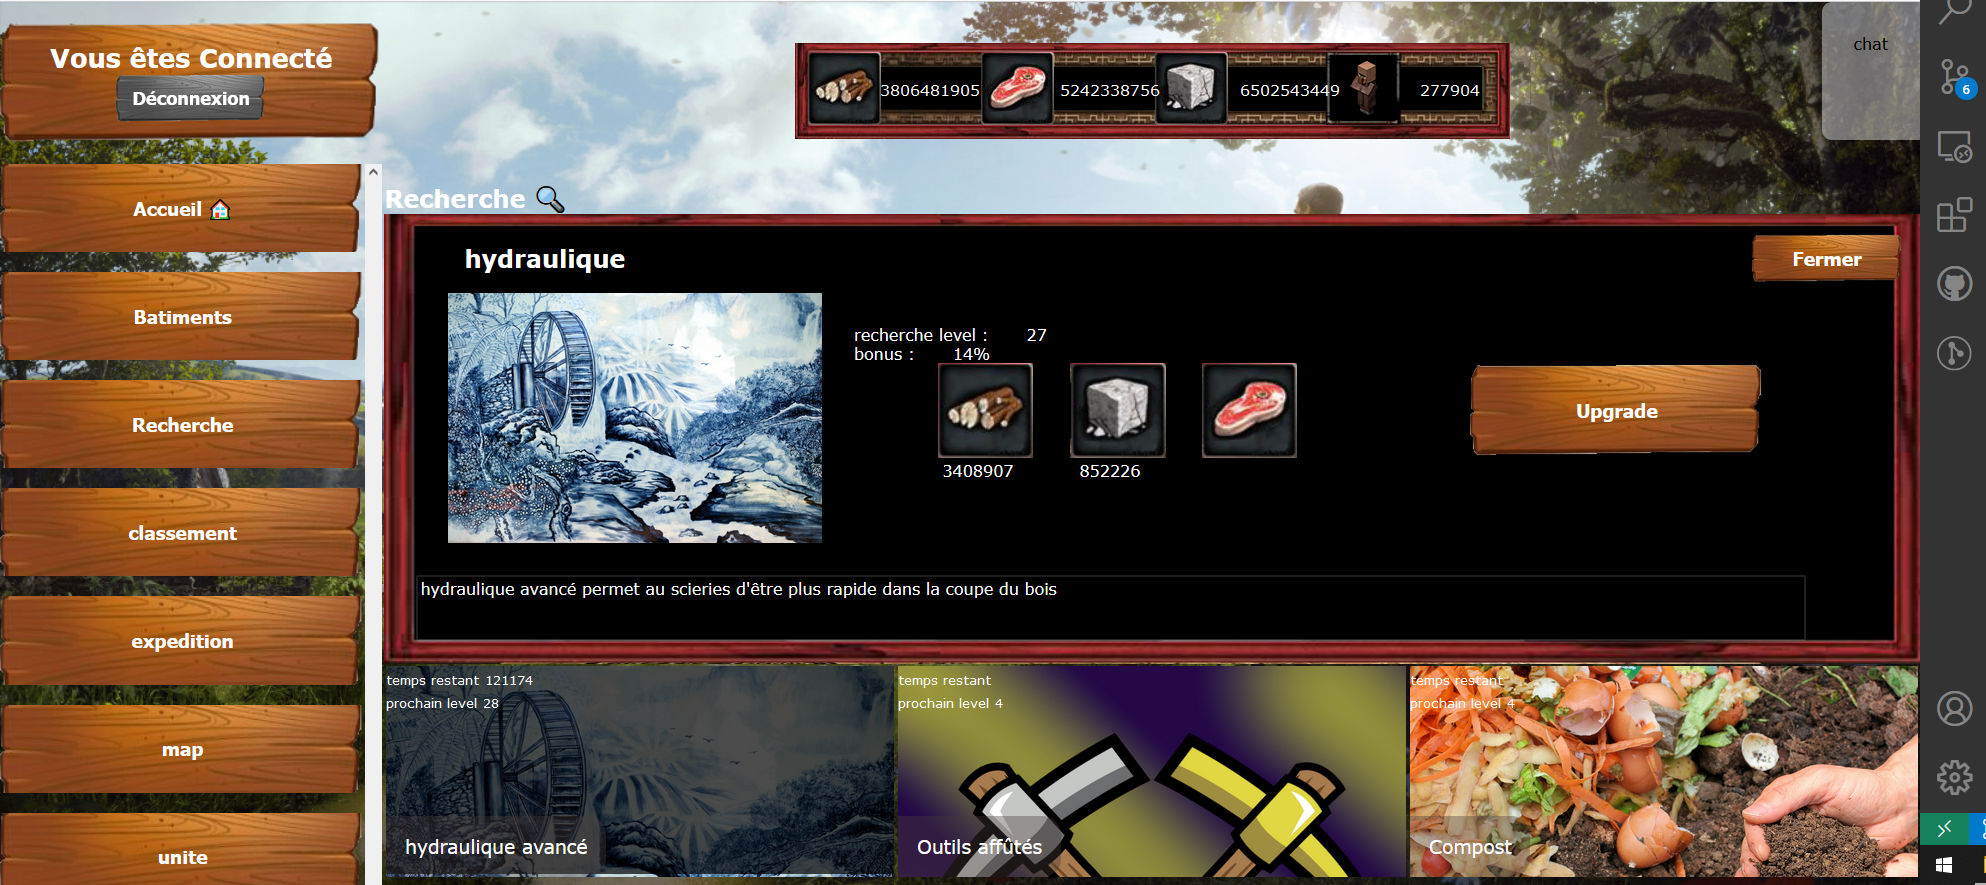 Vous êtes Connecté
Déconnexion
3806481905 5242338756 6502543449 277904
chat
6
Accueil
Batiments
Recherche
classement
expedition
map
unite
Recherche
hydraulique
Fermer
recherche level : 27
bonus : 14%
3408907 852226
Upgrade
hydraulique avancé permet au scieries d'être plus rapide dans la coupe du bois
temps restant 121174
prochain level 28
hydraulique avancé
temps restant
prochain level 4
Outils affûtés
temps restant
prochain level 4
Compost